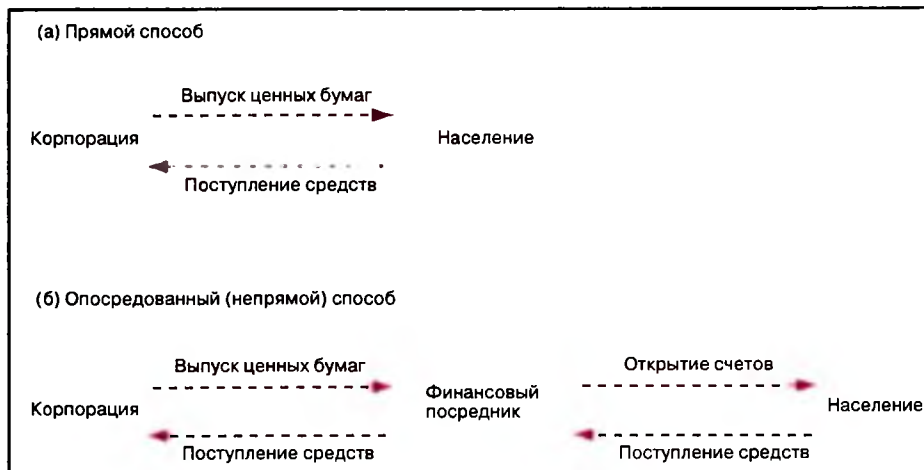 (а) Прямой способ
Выпуск ценных бумаг
Корпорация
Население
Поступление средств
(б) Опосредованный (непрямой) способ
Выпуск ценных бумаг
Открытие счетов
Корпорация
Финансовый
посредник
Население
Поступление средств
Поступление средств